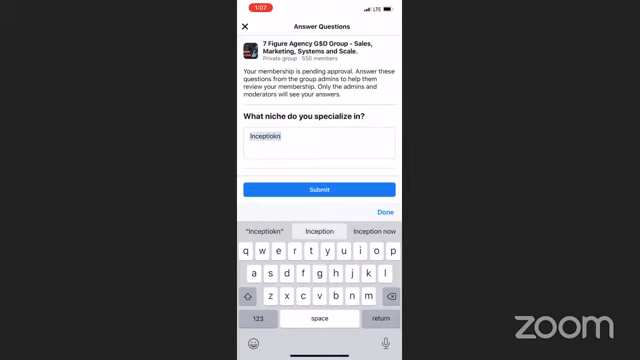 1:07
LTE
Answer Questions
7 Figure Agency G$D Group - Sales,
Marketing, Systems and Scale.
Private group · 550 members
Your membership is pending approval. Answer these
questions from the group admins to help them
review your membership. Only the admins and
moderators will see your answers.
What niche do you specialize in?
Inceptiokn
Submit
Done
"Inceptiokn" Inception Inception now
q w e r t y u i o p
a s d f g h j k l
z x c v b n m
123 space return
zoom